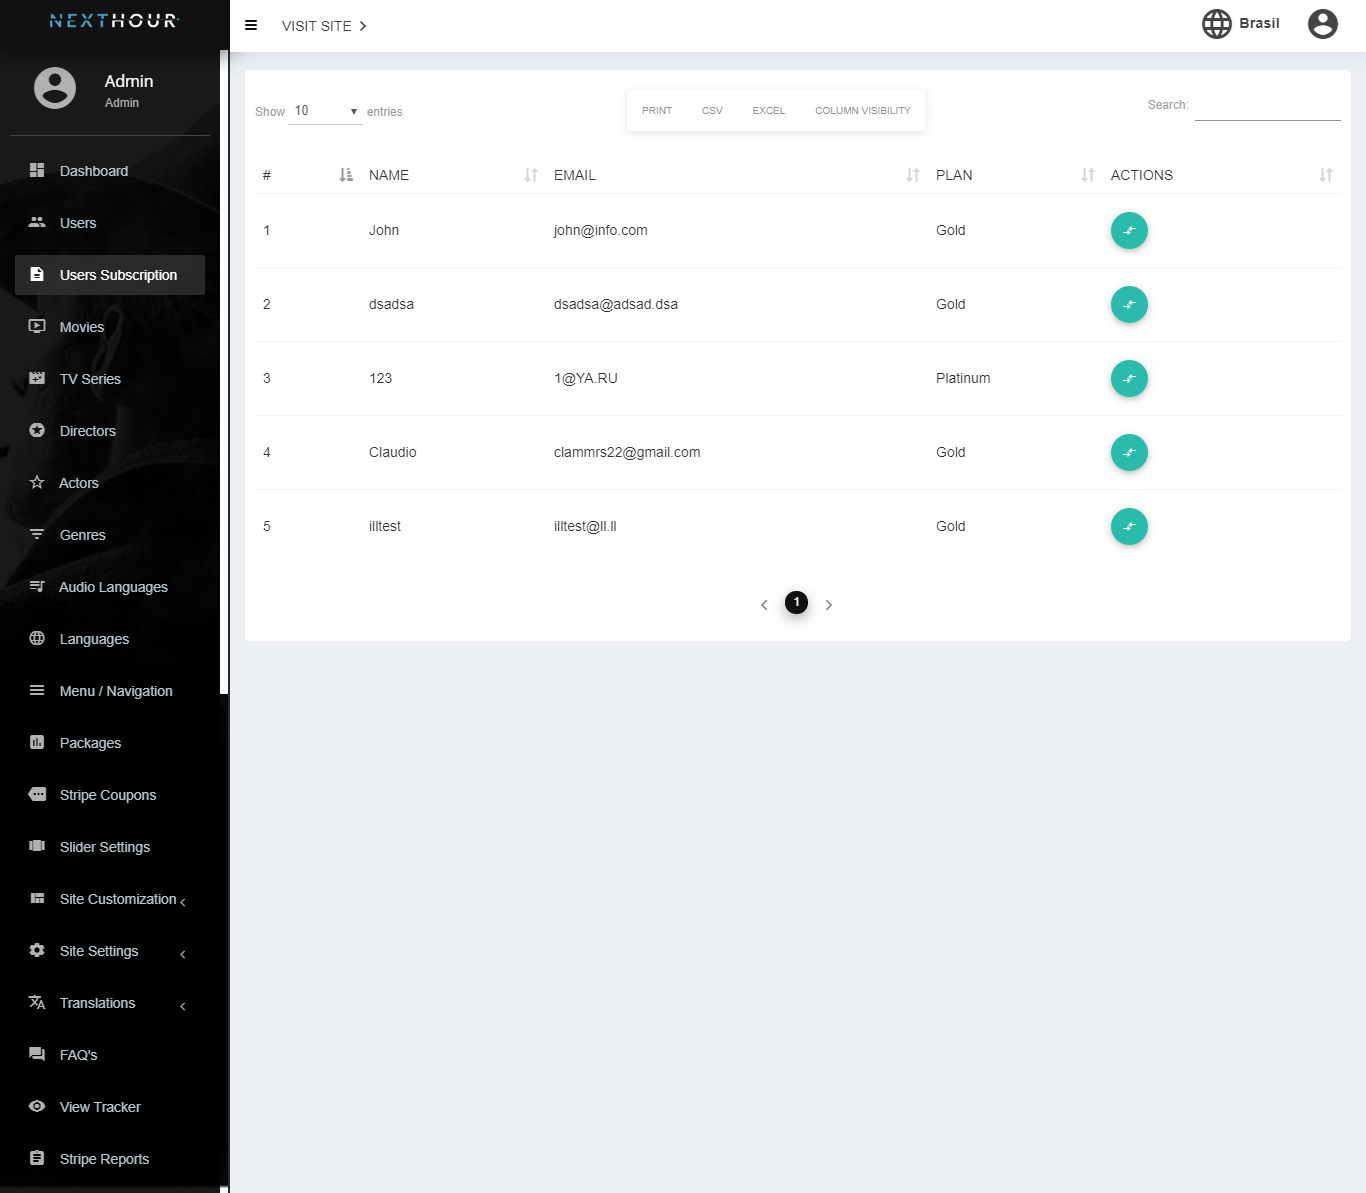 NEXTHOUR
VISIT SITE
Brasil
Admin
Admin
Dashboard
Users
Users Subscription
Movies
TV Series
Directors
Actors
Genres
Audio Languages
Languages
Menu / Navigation
Packages
Stripe Coupons
Slider Settings
Site Customization
Site Settings
Translations
FAQ's
View Tracker
Stripe Reports
Show 10 entries
PRINT CSV EXCEL COLUMN VISIBILITY
Search:
# NAME EMAIL PLAN ACTIONS
1 John john@info.com Gold
2 dsadsa dsadsa@adsad.dsa Gold
3 123 1@YA.RU Platinum
4 Claudio clammrs22@gmail.com Gold
5 illtest illtest@ll.ll Gold
1